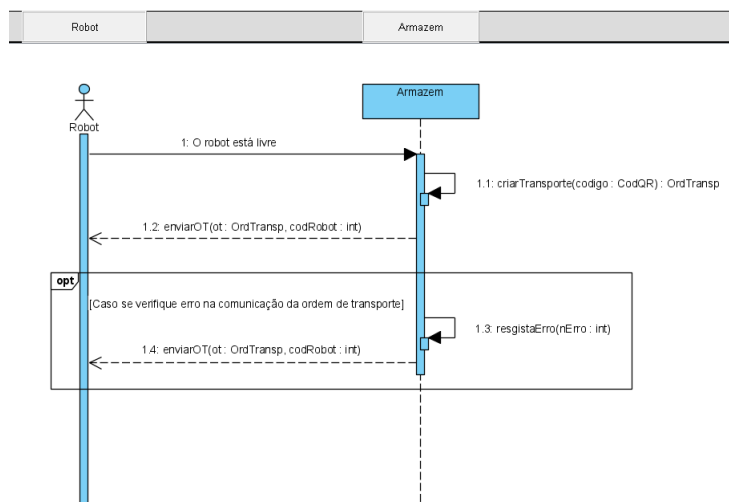 Robot
Armazem
Armazem
Robot
1: O robot está livre
1.1: criarTransporte(codigo : CodQR) : OrdTransp
1.2: enviarOT(ot : OrdTransp, codRobot : int)
opt
[Caso se verifique erro na comunicação da ordem de transporte]
1.3: resgistaErro(nErro : int)
1.4: enviarOT(ot : OrdTransp, codRobot : int)